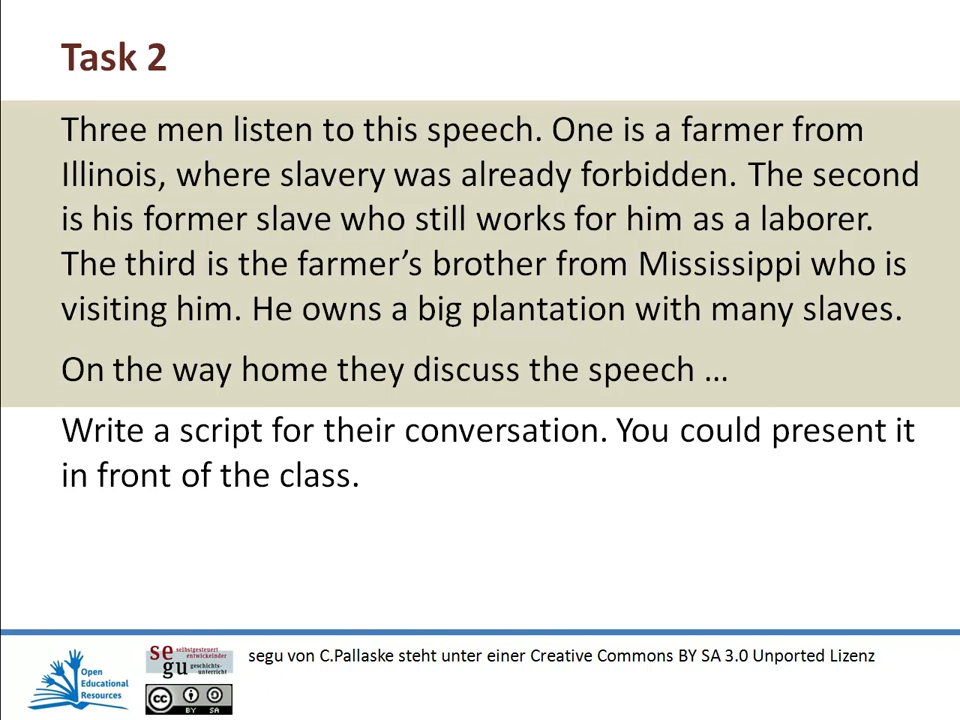 Task 2
Three men listen to this speech. One is a farmer from
Illinois, where slavery was already forbidden. The second
is his former slave who still works for him as a laborer.
The third is the farmer’s brother from Mississippi who is
visiting him. He owns a big plantation with many slaves.
On the way home they discuss the speech …
Write a script for their conversation. You could present it
in front of the class.
Open
Educational
Resources
se
gu
selbstgesteuert
entwickelnder
geschichts-
unterricht
cc
BY SA
segu von C.Pallaske steht unter einer Creative Commons BY SA 3.0 Unported Lizenz